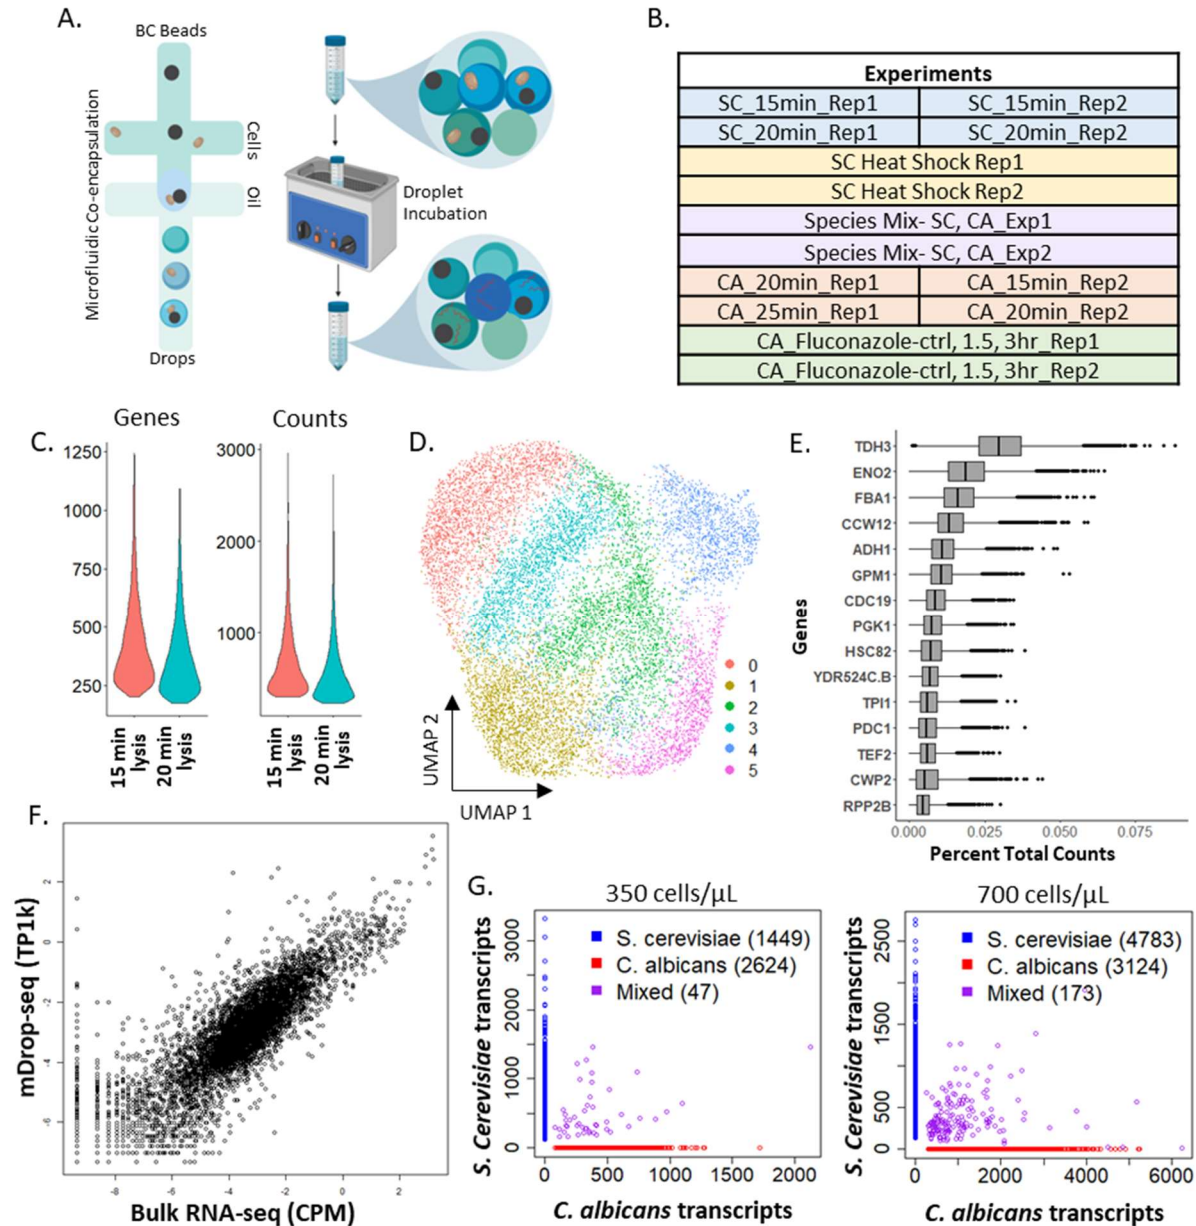 A.
BC Beads
Microfluidic Co-encapsulation
Cells
Oil
Drops
Droplet
Incubation
B.
Experiments
SC_15min_Rep1 SC_15min_Rep2
SC_20min_Rep1 SC_20min_Rep2
SC Heat Shock Rep1
SC Heat Shock Rep2
Species Mix- SC, CA_Exp1
Species Mix- SC, CA_Exp2
CA_20min_Rep1 CA_15min_Rep2
CA_25min_Rep1 CA_20min_Rep2
CA_Fluconazole-ctrl, 1.5, 3hr_Rep1
CA_Fluconazole-ctrl, 1.5, 3hr_Rep2
C.
Genes
1250
1000
750
500
250
15 min
lysis
20 min
lysis
Counts
3000
2000
1000
15 min
lysis
20 min
lysis
D.
0
1
2
3
4
5
UMAP 2
UMAP 1
E.
Genes
TDH3
ENO2
FBA1
CCW12
ADH1
GPM1
CDC19
PGK1
HSC82
YDR524C.B
TPI1
PDC1
TEF2
CWP2
RPP2B
0.000 0.025 0.050 0.075
Percent Total Counts
F.
mDrop-seq (TP1k)
2
0
-2
-4
-6
-8 -6 -4 -2 0 2
Bulk RNA-seq (CPM)
G.
350 cells/µL
S. Cerevisiae transcripts
3000
2000
1000
0
S. cerevisiae (1449)
C. albicans (2624)
Mixed (47)
0 500 1000 1500 2000
C. albicans transcripts
700 cells/µL
S. Cerevisiae transcripts
2500
1500
500
0
S. cerevisiae (4783)
C. albicans (3124)
Mixed (173)
0 2000 4000 6000
C. albicans transcripts